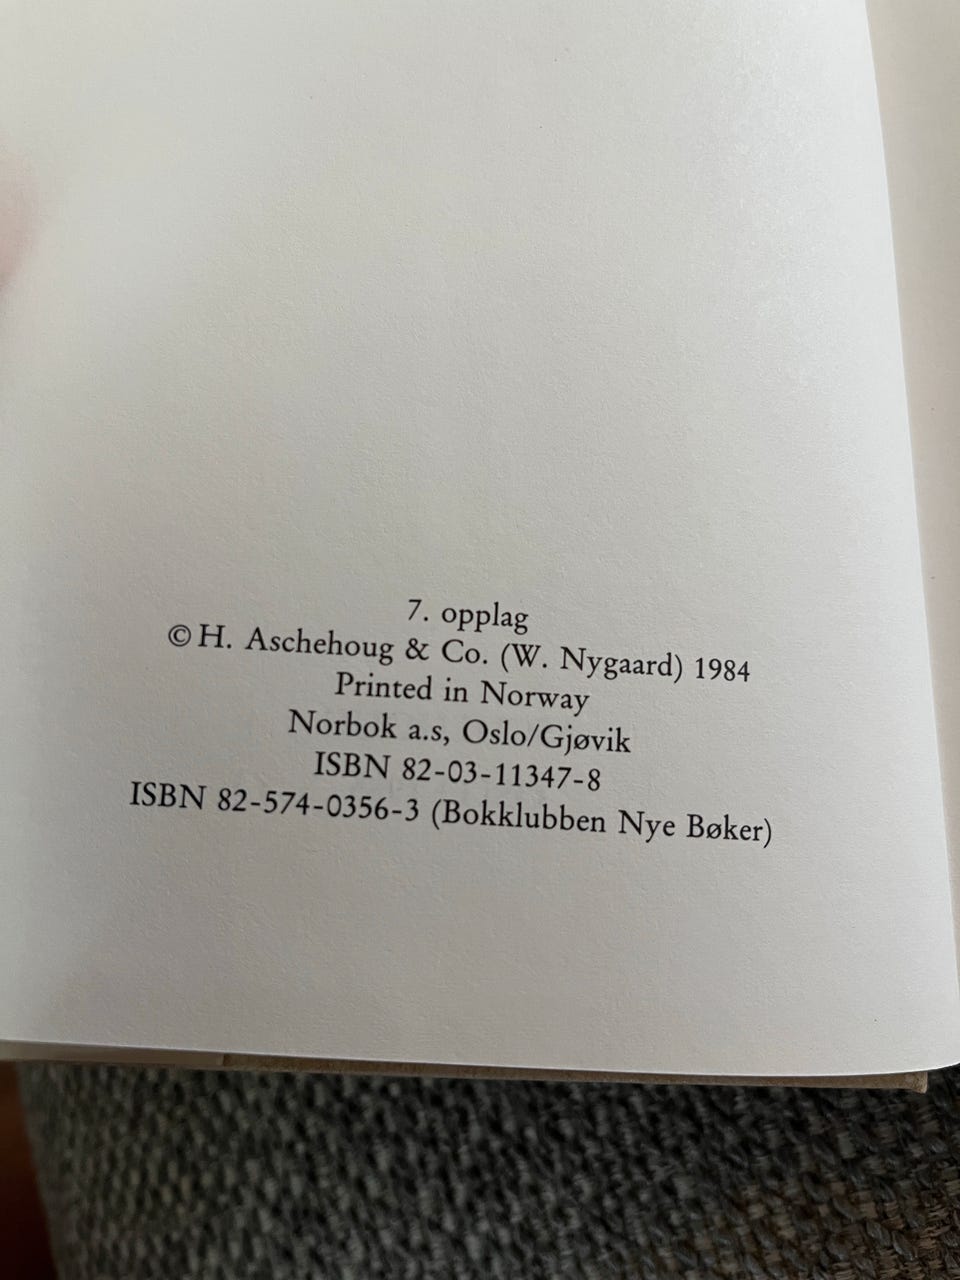 7. opplag
© H. Aschehoug & Co. (W. Nygaard) 1984
Printed in Norway
Norbok a.s, Oslo/Gjøvik
ISBN 82-03-11347-8
ISBN 82-574-0356-3 (Bokklubben Nye Bøker)